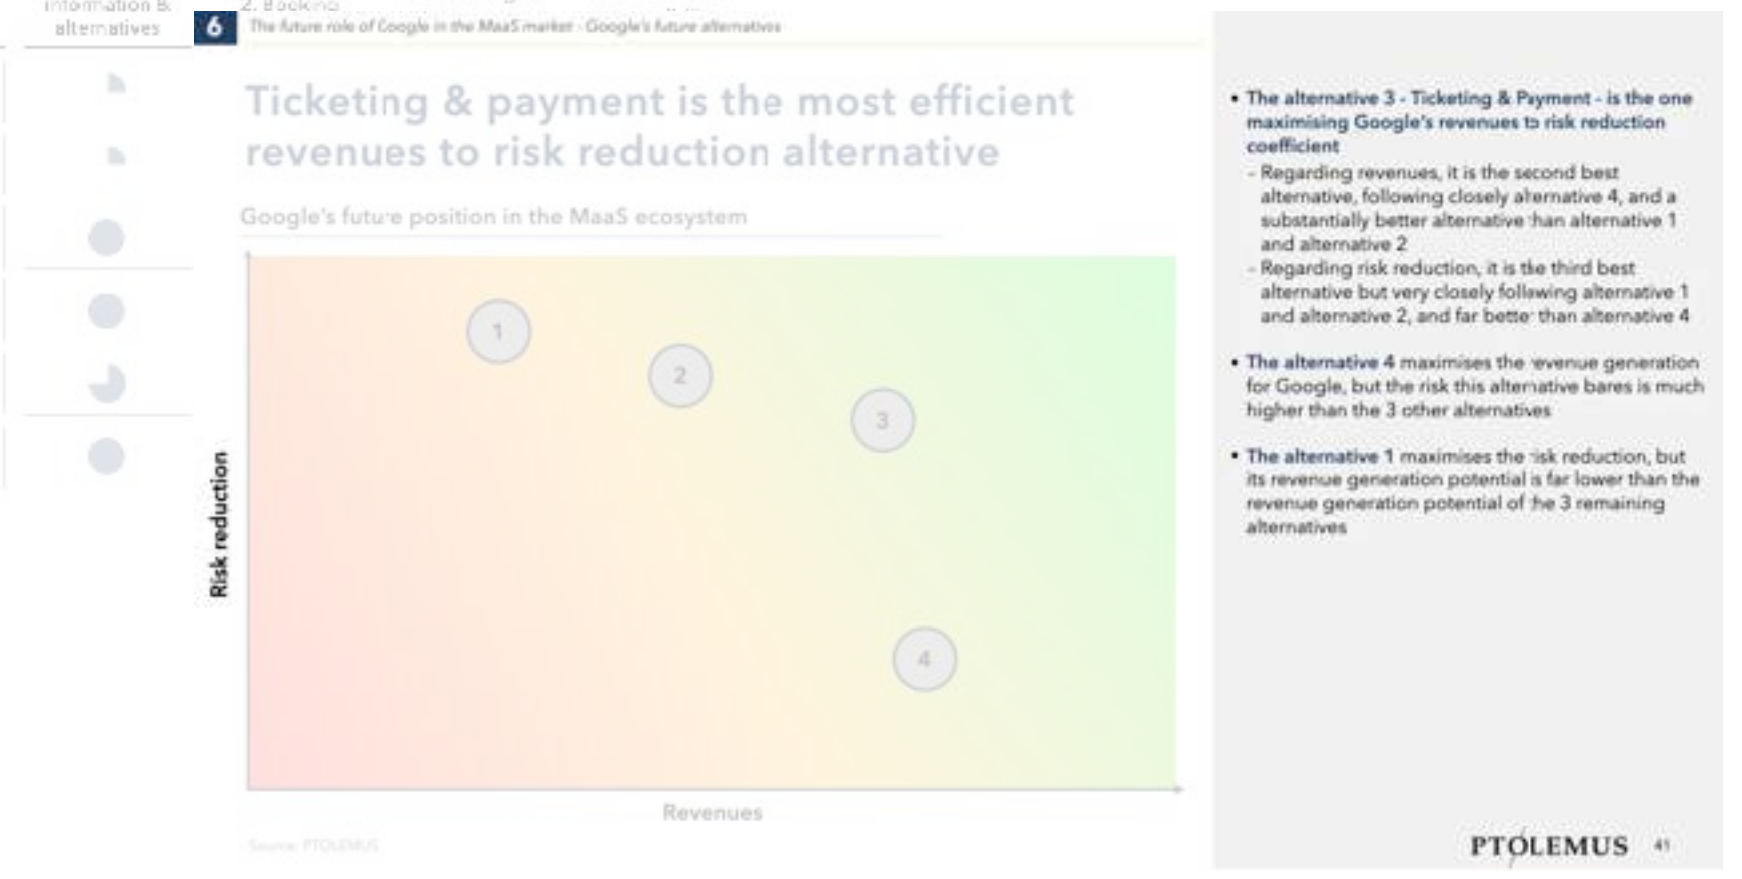 information &
alternatives
2. Booking
6
The future role of Google in the MaaS market - Google's future alternatives
Ticketing & payment is the most efficient
revenues to risk reduction alternative
Google's future position in the MaaS ecosystem
1
2
3
4
Risk reduction
Revenues
Source: PTOLEMUS
• The alternative 3 - Ticketing & Payment - is the one
maximising Google's revenues to risk reduction
coefficient
- Regarding revenues, it is the second best
alternative, following closely alternative 4, and a
substantially better alternative than alternative 1
and alternative 2
- Regarding risk reduction, it is the third best
alternative but very closely following alternative 1
and alternative 2, and far better than alternative 4
• The alternative 4 maximises the revenue generation
for Google, but the risk this alternative bares is much
higher than the 3 other alternatives
• The alternative 1 maximises the risk reduction, but
its revenue generation potential is far lower than the
revenue generation potential of the 3 remaining
alternatives
PTOLEMUS
41